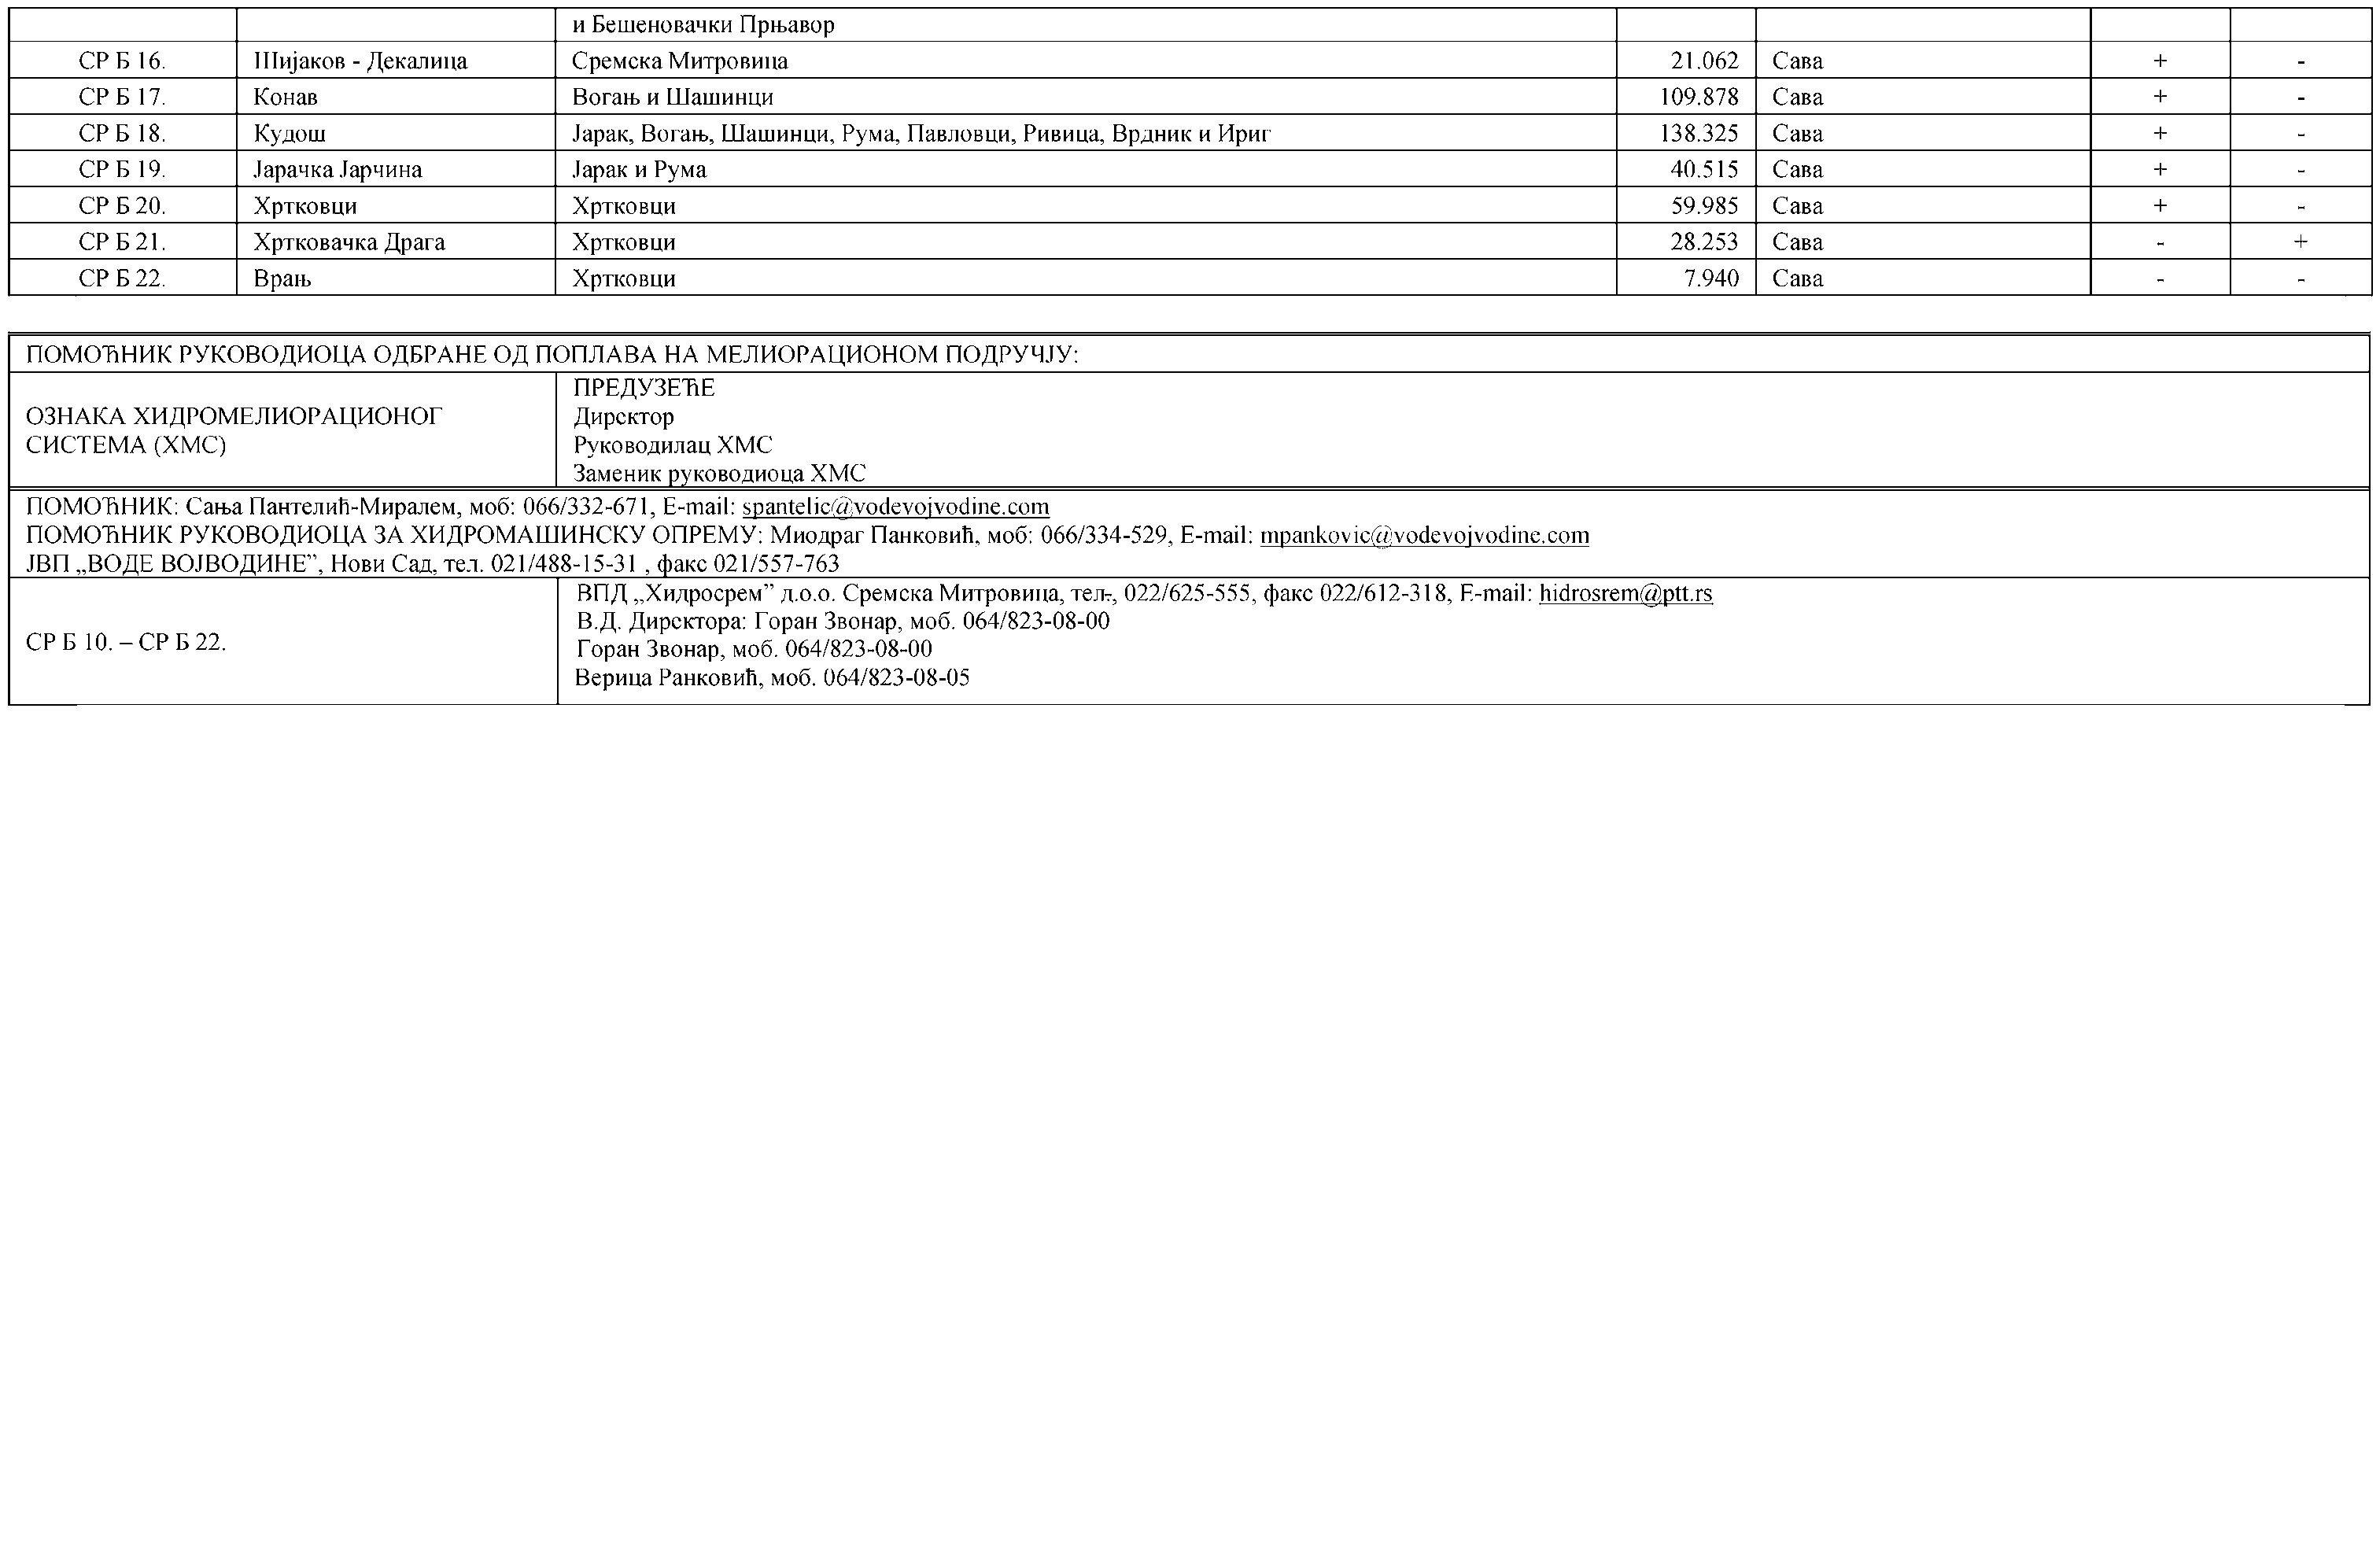 и Бешеновачки Прњавор
СР Б 16. Шијаков - Декалица Сремска Митровица 21.062 Сава + -
СР Б 17. Конав Вогањ и Шашинци 109.878 Сава + -
СР Б 18. Кудош Јарак, Вогањ, Шашинци, Рума, Павловци, Ривица, Врдник и Ириг 138.325 Сава + -
СР Б 19. Јарачка Јарчина Јарак и Рума 40.515 Сава + -
СР Б 20. Хртковци Хртковци 59.985 Сава + -
СР Б 21. Хртковачка Драга Хртковци 28.253 Сава - +
СР Б 22. Врањ Хртковци 7.940 Сава - -
ПОМОЋНИК РУКОВОДИОЦА ОДБРАНЕ ОД ПОПЛАВА НА МЕЛИОРАЦИОНОМ ПОДРУЧЈУ:
ОЗНАКА ХИДРОМЕЛИОРАЦИОНОГ
СИСТЕМА (ХМС)
ПРЕДУЗЕЋЕ
Директор
Руководилац ХМС
Заменик руководиоца ХМС
ПОМОЋНИК: Сања Пантелић-Миралем, моб: 066/332-671, E-mail: spantelic@vodevojvodine.com
ПОМОЋНИК РУКОВОДИОЦА ЗА ХИДРОМАШИНСКУ ОПРЕМУ: Миодраг Панковић, моб: 066/334-529, E-mail: mpankovic@vodevojvodine.com
ЈВП „ВОДЕ ВОЈВОДИНЕ”, Нови Сад, тел. 021/488-15-31 , факс 021/557-763
СР Б 10. – СР Б 22.
ВПД „Хидросрем” д.о.о. Сремска Митровица, тел., 022/625-555, факс 022/612-318, E-mail: hidrosrem@ptt.rs
В.Д. Директора: Горан Звонар, моб. 064/823-08-00
Горан Звонар, моб. 064/823-08-00
Верица Ранковић, моб. 064/823-08-05